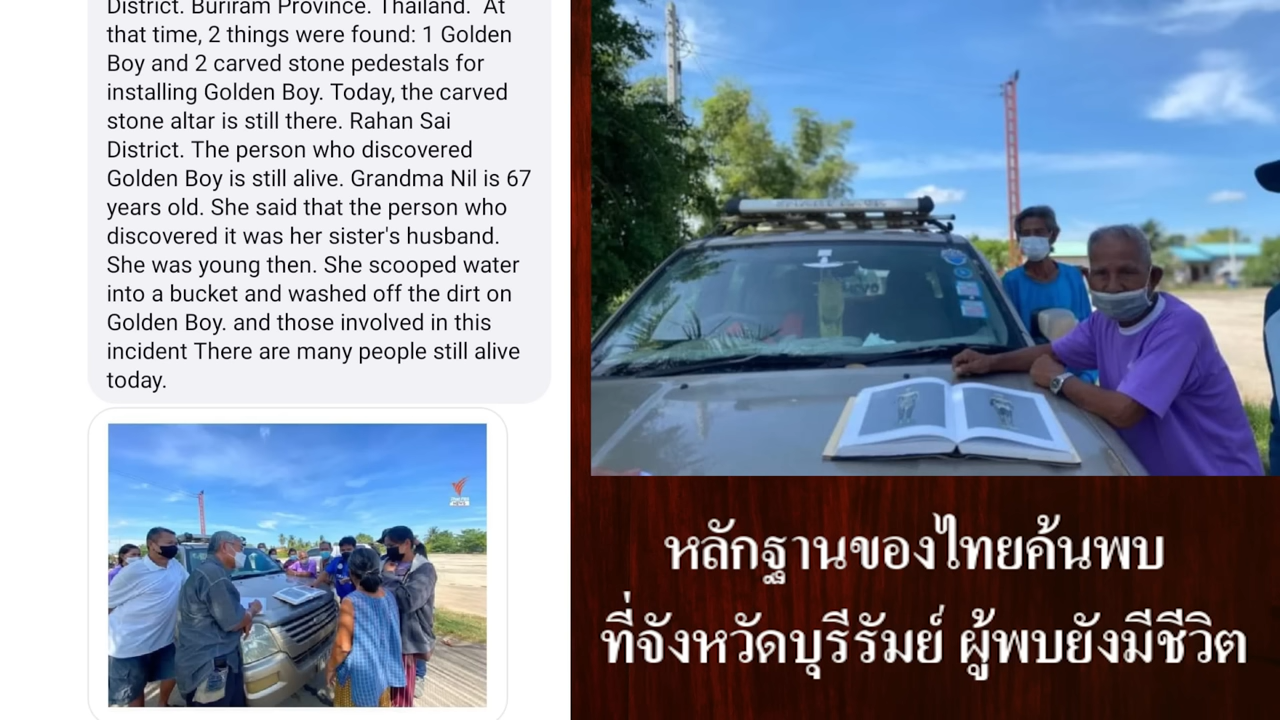 District. Buriram Province. Thailand. At
that time, 2 things were found: 1 Golden
Boy and 2 carved stone pedestals for
installing Golden Boy. Today, the carved
stone altar is still there. Rahan Sai
District. The person who discovered
Golden Boy is still alive. Grandma Nil is 67
years old. She said that the person who
discovered it was her sister's husband.
She was young then. She scooped water
into a bucket and washed off the dirt on
Golden Boy. and those involved in this
incident There are many people still alive
today.
หลักฐานของไทยค้นพบ
ที่จังหวัดบุรีรัมย์ ผู้พบยังมีชีวิต